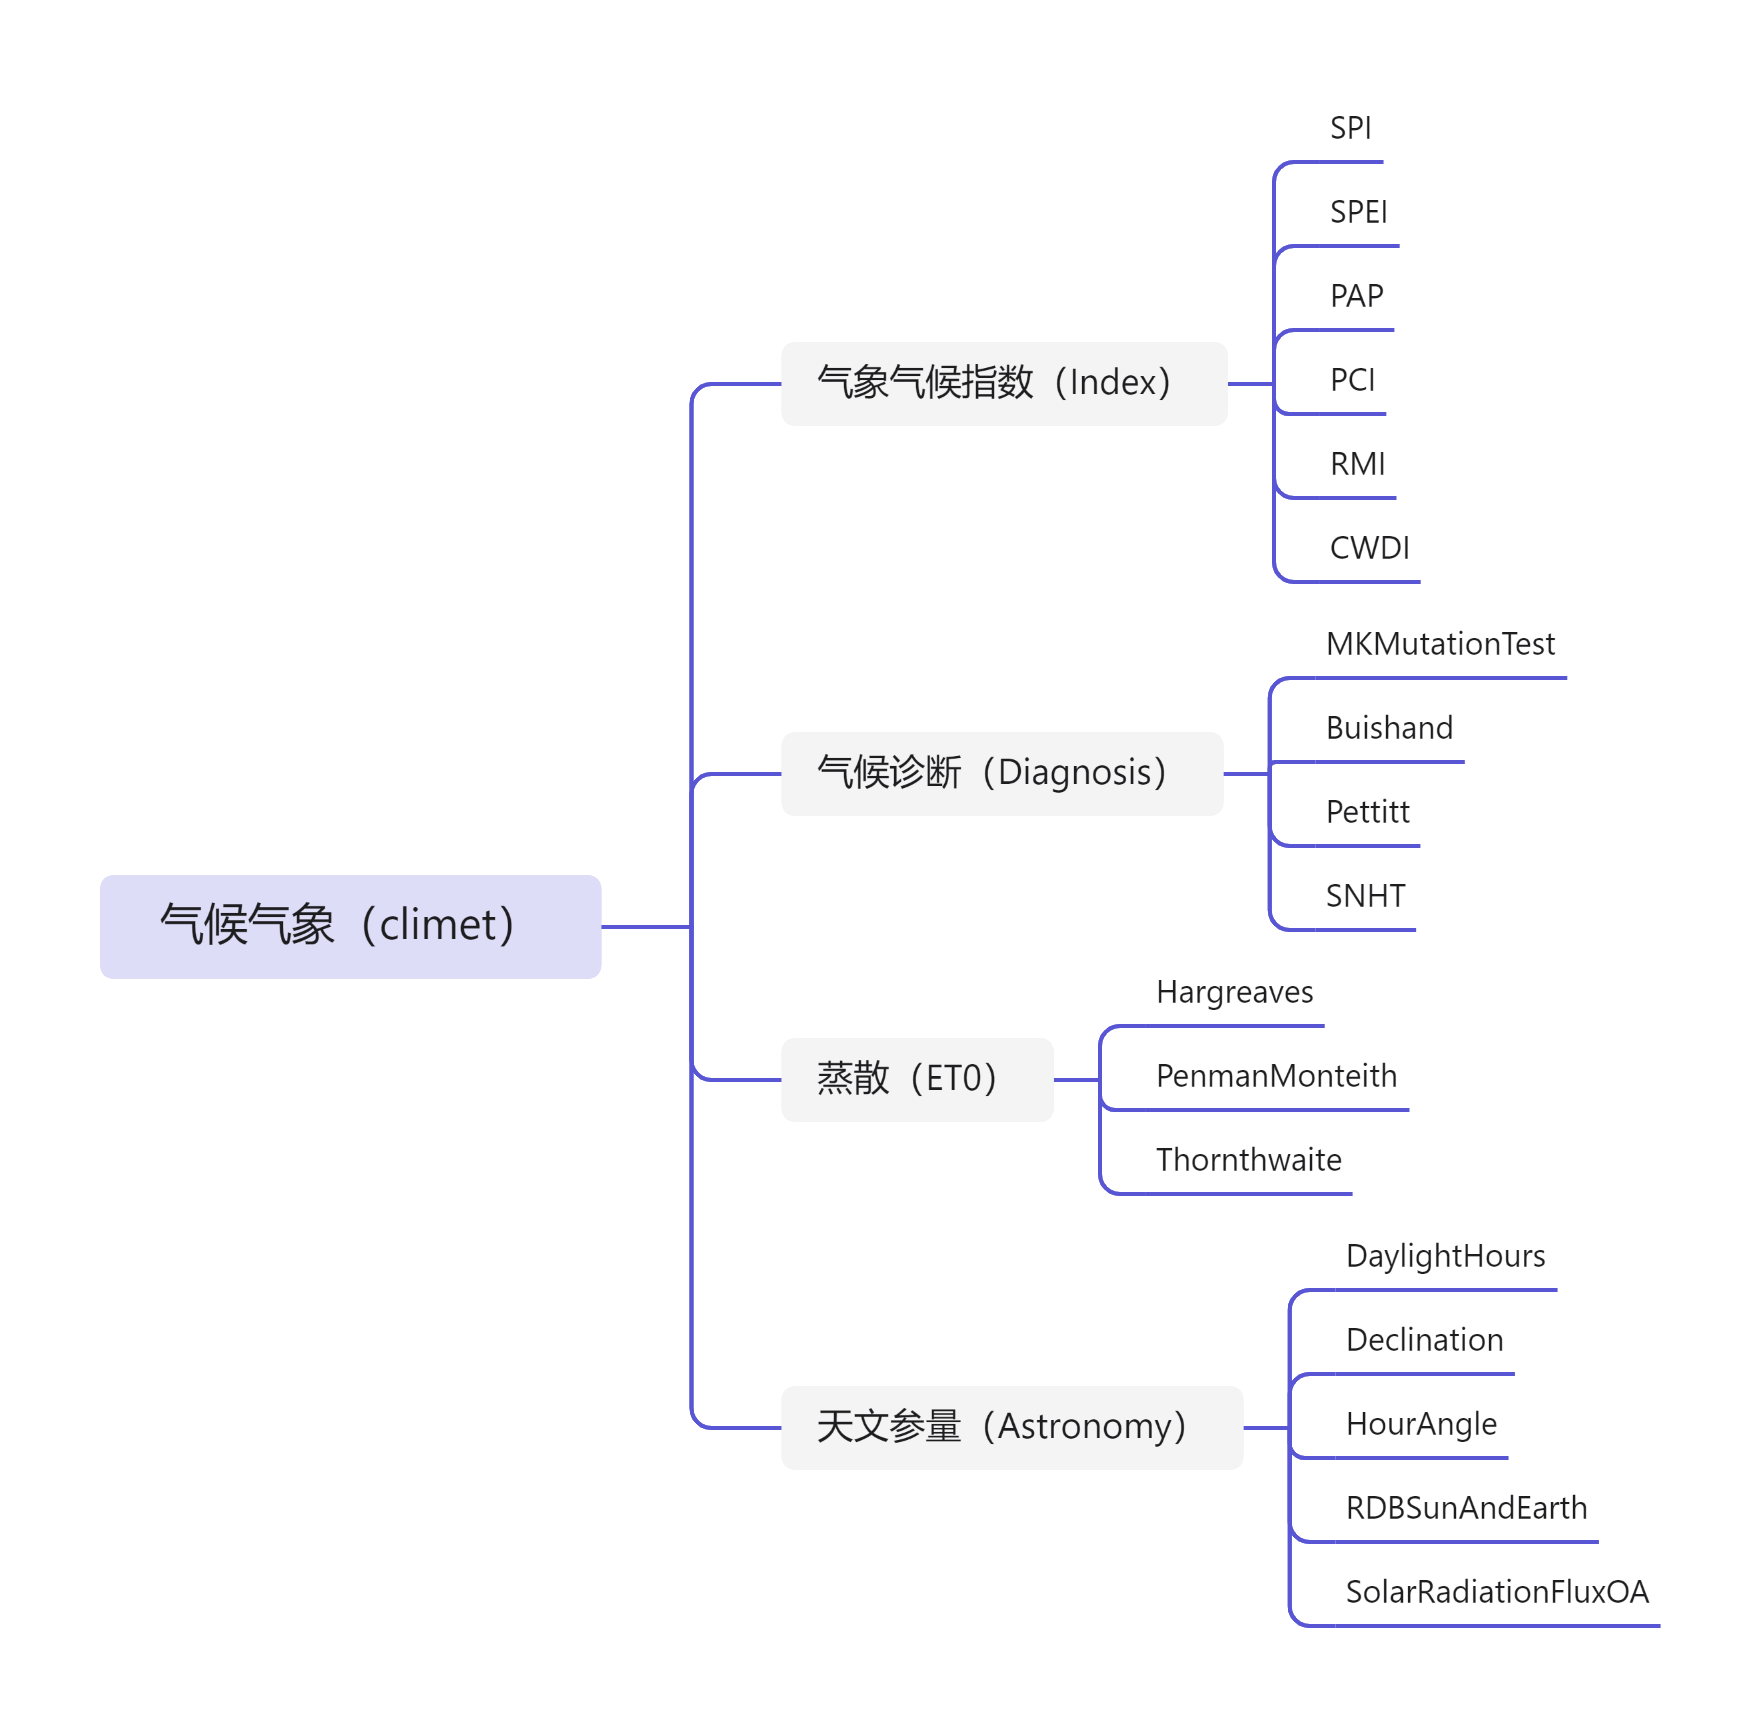 气候气象（climet）
气象气候指数（Index）
SPI
SPEI
PAP
PCI
RMI
CWDI
气候诊断（Diagnosis）
MKMutationTest
Buishand
Pettitt
SNHT
蒸散（ET0）
Hargreaves
PenmanMonteith
Thornthwaite
天文参量（Astronomy）
DaylightHours
Declination
HourAngle
RDBSunAndEarth
SolarRadiationFluxOA